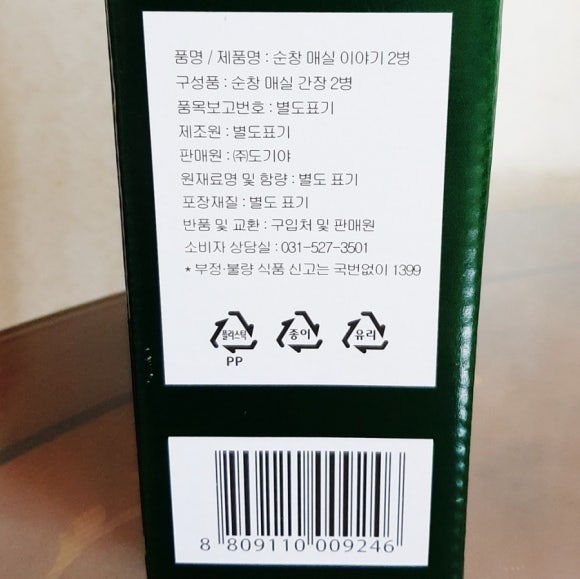 품명 / 제품명 : 순창 매실 이야기 2병
구성품 : 순창 매실 간장 2병
품목보고번호 : 별도표기
제조원 : 별도표기
판매원 : ㈜도기야
원재료명 및 함량 : 별도 표기
포장재질 : 별도 표기
반품 및 교환 : 구입처 및 판매원
소비자 상담실 : 031-527-3501
* 부정·불량 식품 신고는 국번없이 1399
플라스틱 종이 유리
PP
8 809110 009246